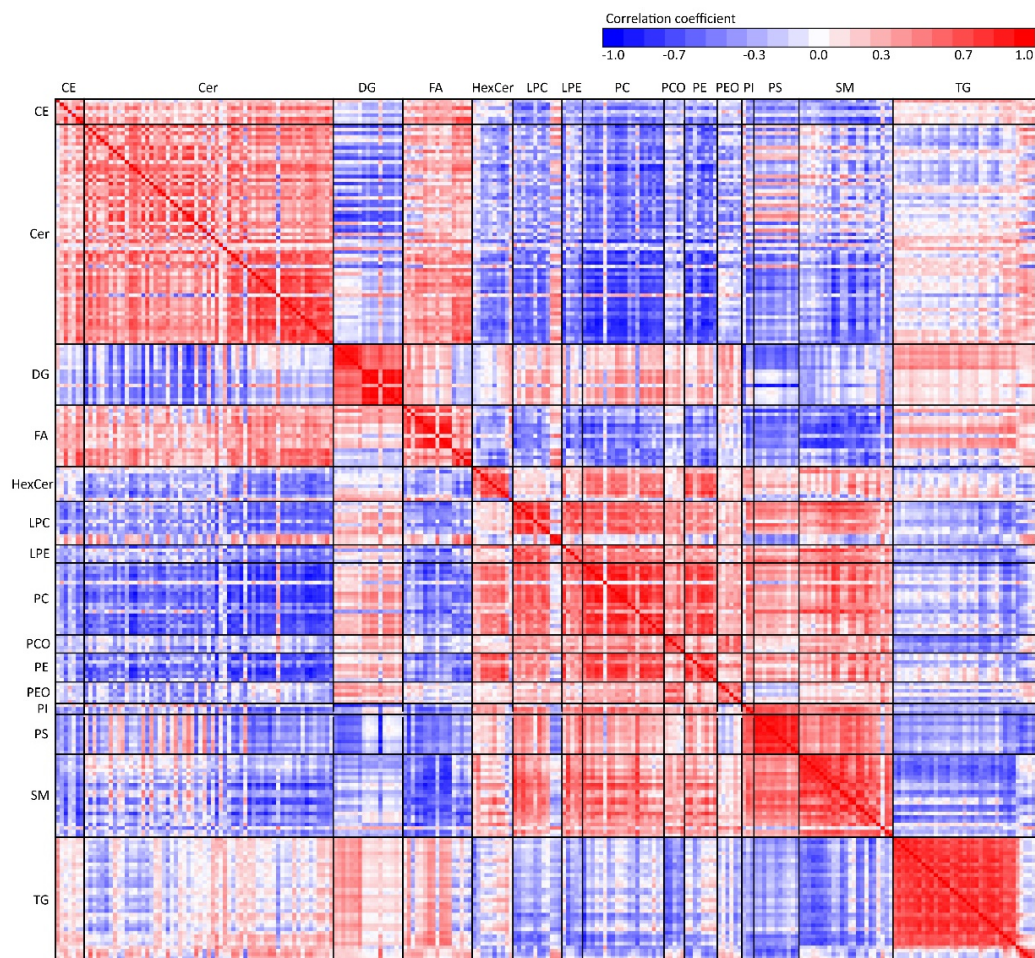 Correlation coefficient
-1.0 -0.7 -0.3 0.0 0.3 0.7 1.0
CE Cer DG FA HexCer LPC LPE PC PCO PE PEO PI PS SM TG
CE
Cer
DG
FA
HexCer
LPC
LPE
PC
PCO
PE
PEO
PI
PS
SM
TG